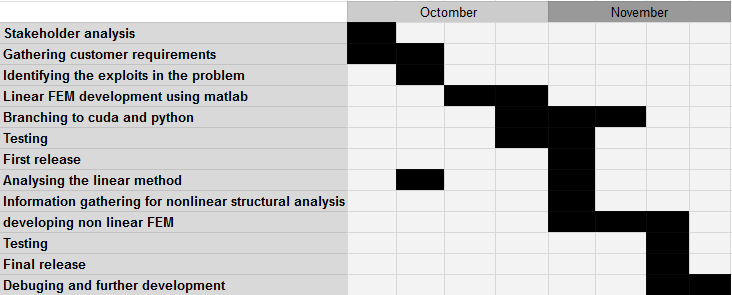 Octomber November
Stakeholder analysis
Gathering customer requirements
Identifying the exploits in the problem
Linear FEM development using matlab
Branching to cuda and python
Testing
First release
Analysing the linear method
Information gathering for nonlinear structural analysis
developing non linear FEM
Testing
Final release
Debuging and further development